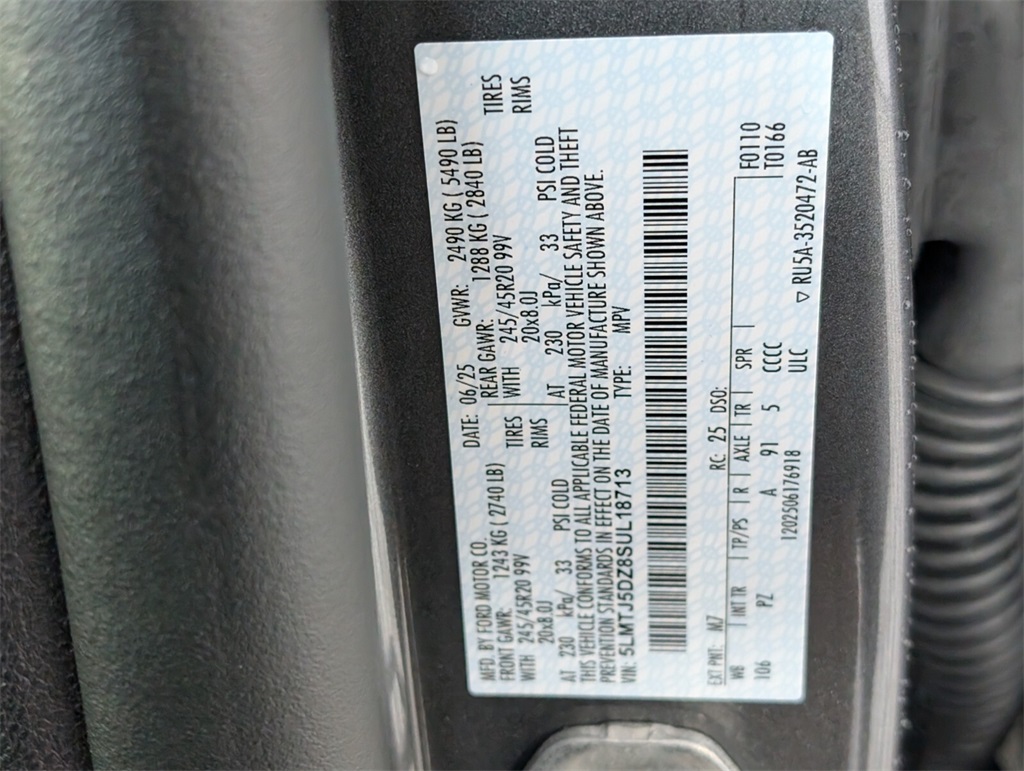 MFD. BY FORD MOTOR CO. DATE: 06/25 GVWR: 2490 KG ( 5490 LB)
FRONT GAWR: 1243 KG ( 2740 LB) REAR GAWR: 1288 KG ( 2840 LB)
WITH 245/45R20 99V TIRES WITH 245/45R20 99V TIRES
20x8.0J RIMS 20x8.0J RIMS
AT 230 kPa/ 33 PSI COLD AT 230 kPa/ 33 PSI COLD
THIS VEHICLE CONFORMS TO ALL APPLICABLE FEDERAL MOTOR VEHICLE SAFETY AND THEFT
PREVENTION STANDARDS IN EFFECT ON THE DATE OF MANUFACTURE SHOWN ABOVE.
VIN: 5LMTJ5DZ8SUL18713 TYPE: MPV
EXT PNT: M7 RC: 25 DSO: F0110
WB INT TR TP/PS R AXLE TR SPR T0166
106 PZ A 91 5 CCCC
1202506176918 ULC RU5A-3520472-AB